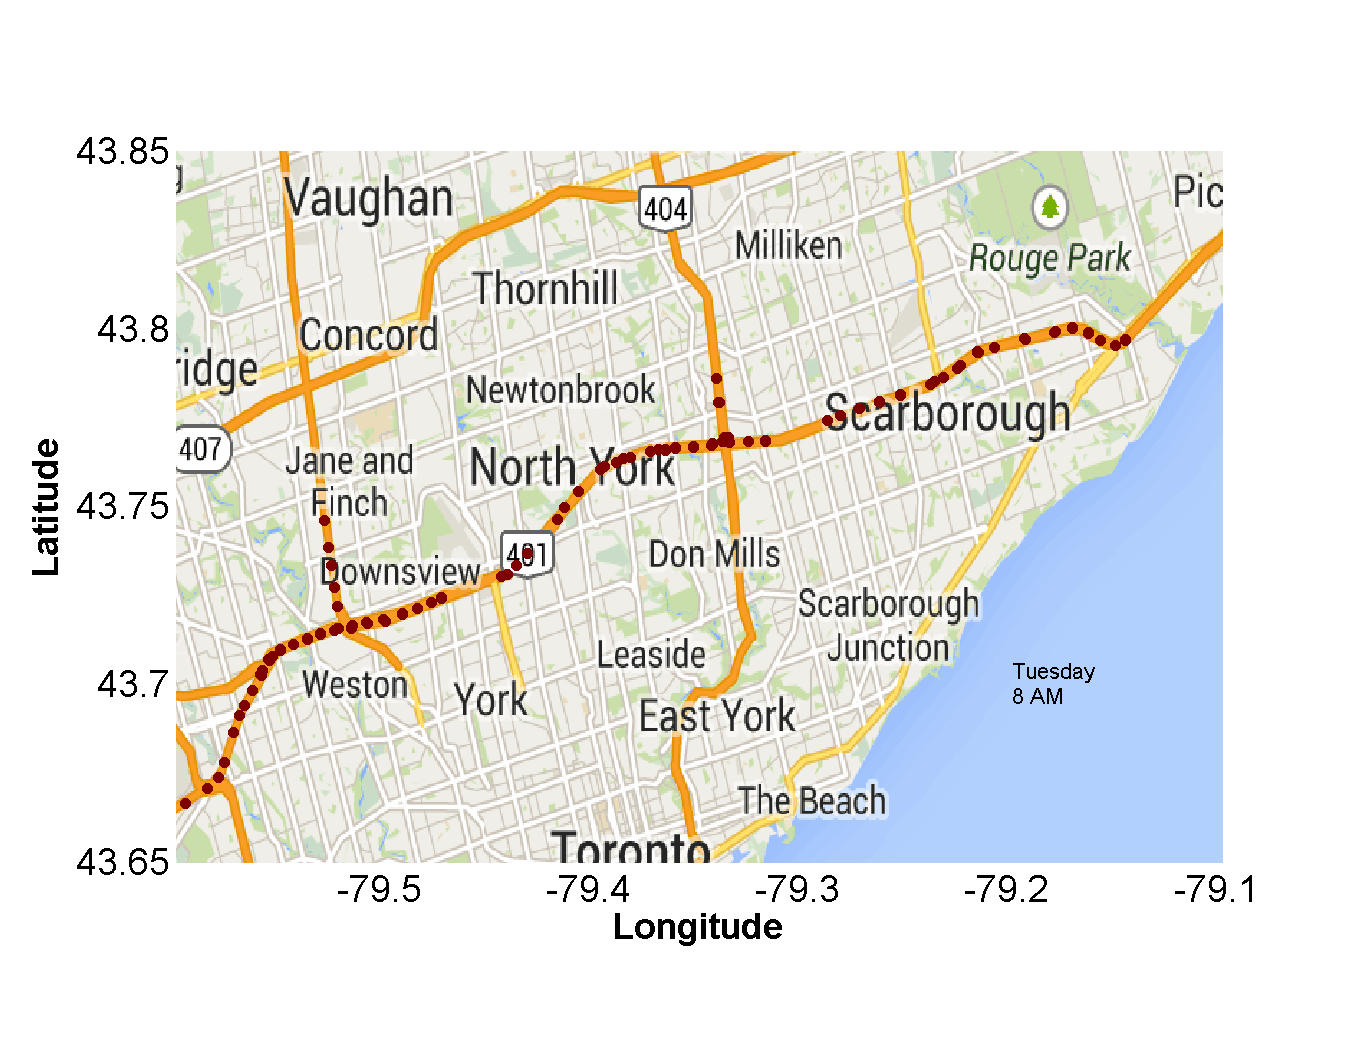 43.85
Vaughan
404
Pic
Milliken
Rouge Park
Thornhill
43.8
Concord
ridge
Newtonbrook
Scarborough
407
Jane and
Finch
North York
43.75
Latitude
401
Don Mills
Downsview
Scarborough
Junction
Leaside
Tuesday
8 AM
43.7
Weston
York
East York
The Beach
Toronto
43.65
-79.5 -79.4 -79.3 -79.2 -79.1
Longitude